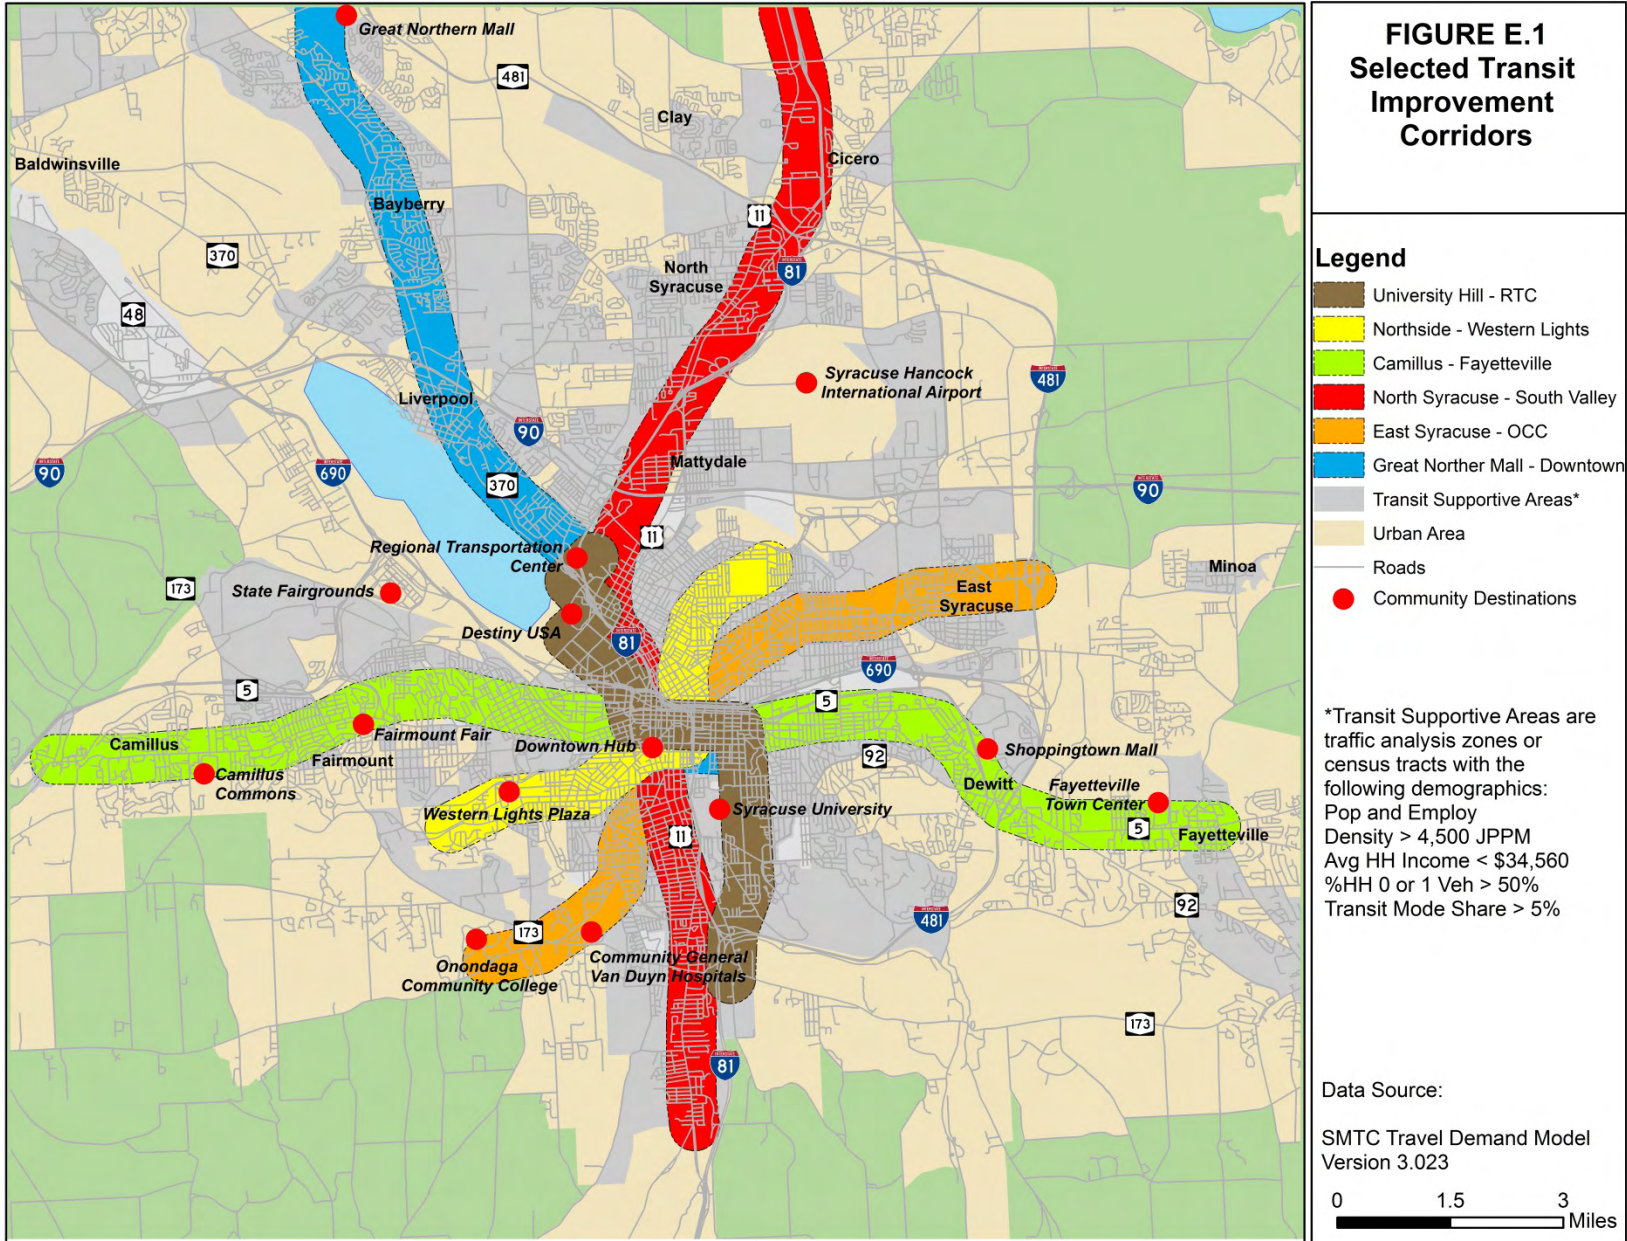 Great Northern Mall
481
Clay
Baldwinsville
Cicero
Bayberry
11
370
81
North
Syracuse
48
Syracuse Hancock
International Airport
481
Liverpool
90
Mattydale
90
690
370
90
11
Regional Transportation
Center
State Fairgrounds
173
East
Syracuse
Minoa
Destiny USA
81
690
5
5
Camillus
Fairmount Fair
Fairmount
Downtown Hub
92
Shoppingtown Mall
Camillus
Commons
Dewitt
Fayetteville
Town Center
Western Lights Plaza
Syracuse University
11
5
Fayetteville
92
481
173
Onondaga
Community College
Community General
Van Duyn Hospitals
173
81
FIGURE E.1
Selected Transit
Improvement
Corridors
Legend
University Hill - RTC
Northside - Western Lights
Camillus - Fayetteville
North Syracuse - South Valley
East Syracuse - OCC
Great Norther Mall - Downtown
Transit Supportive Areas*
Urban Area
Roads
Community Destinations
*Transit Supportive Areas are
traffic analysis zones or
census tracts with the
following demographics:
Pop and Employ
Density > 4,500 JPPM
Avg HH Income < $34,560
%HH 0 or 1 Veh > 50%
Transit Mode Share > 5%
Data Source:
SMTC Travel Demand Model
Version 3.023
0 1.5 3
Miles